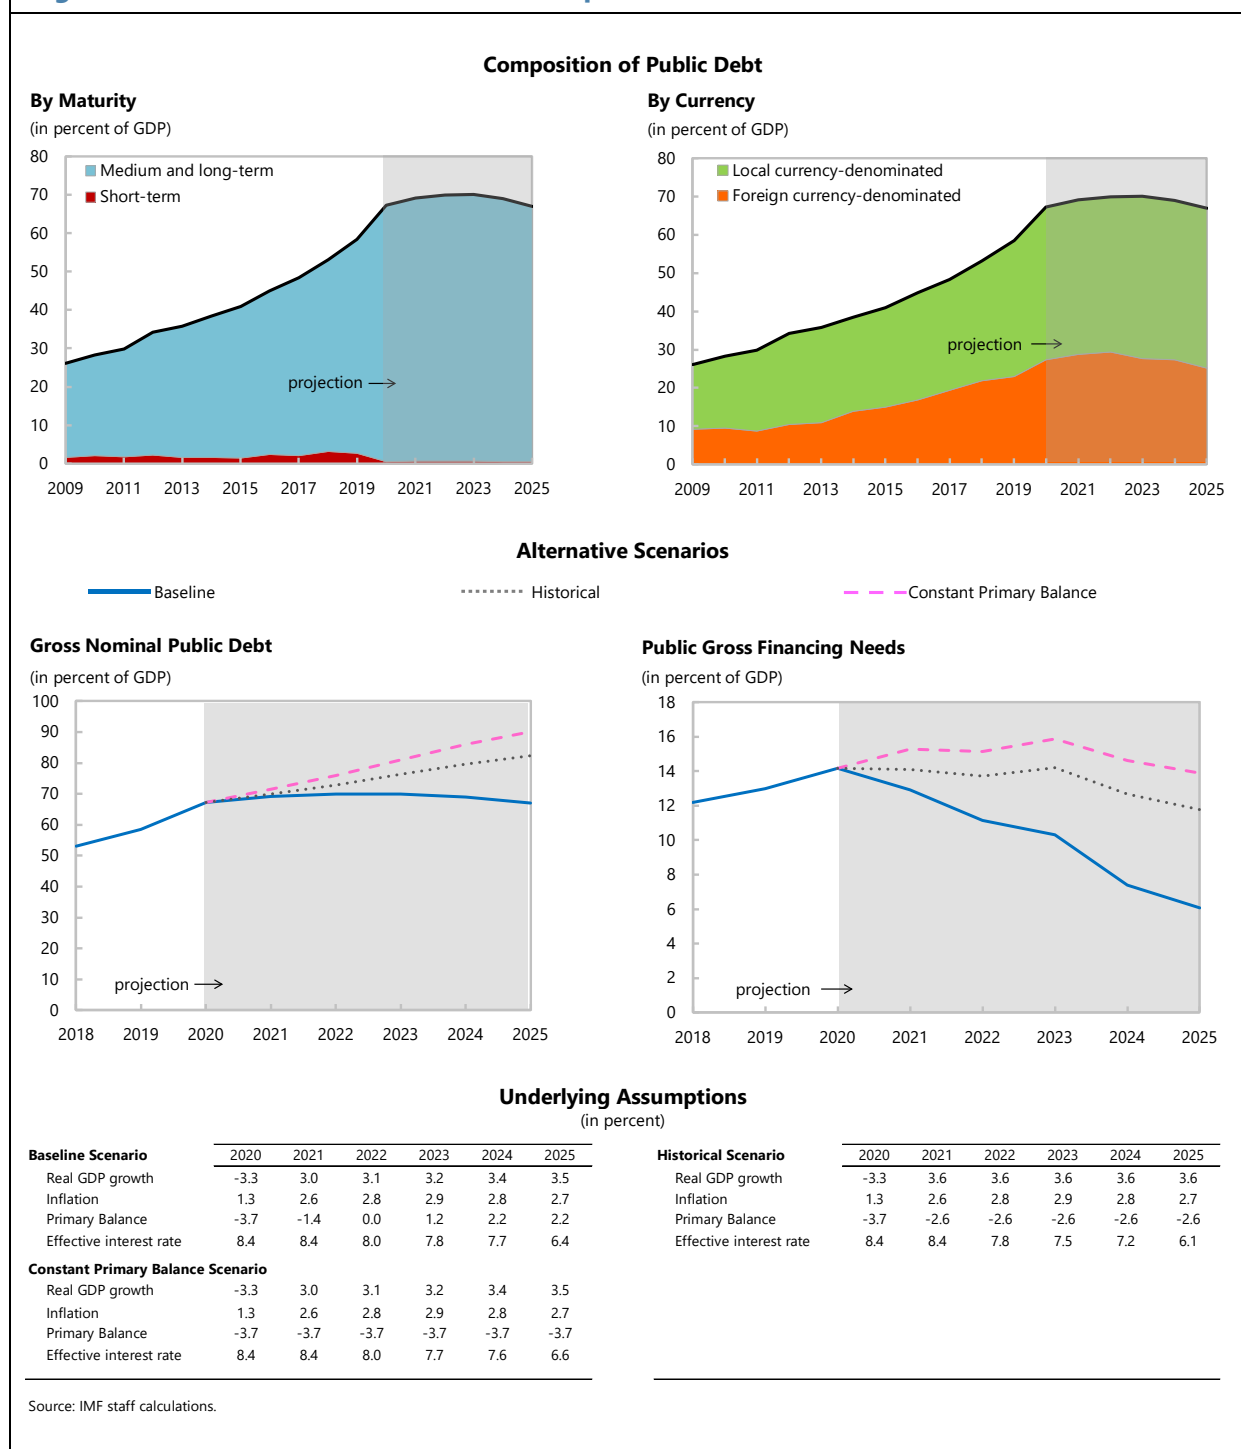 Composition of Public Debt
By Maturity
(in percent of GDP)
80
70
60
50
40
30
20
10
0
Medium and long-term
Short-term
projection
2009 2011 2013 2015 2017 2019 2021 2023 2025
By Currency
(in percent of GDP)
80
70
60
50
40
30
20
10
0
Local currency-denominated
Foreign currency-denominated
projection
2009 2011 2013 2015 2017 2019 2021 2023 2025
Alternative Scenarios
Baseline Historical Constant Primary Balance
Gross Nominal Public Debt
(in percent of GDP)
100
90
80
70
60
50
40
30
20
10
0
projection
2018 2019 2020 2021 2022 2023 2024 2025
Public Gross Financing Needs
(in percent of GDP)
18
16
14
12
10
8
6
4
2
0
projection
2018 2019 2020 2021 2022 2023 2024 2025
Underlying Assumptions
(in percent)
Baseline Scenario 2020 2021 2022 2023 2024 2025
Real GDP growth -3.3 3.0 3.1 3.2 3.4 3.5
Inflation 1.3 2.6 2.8 2.9 2.8 2.7
Primary Balance -3.7 -1.4 0.0 1.2 2.2 2.2
Effective interest rate 8.4 8.4 8.0 7.8 7.7 6.4
Constant Primary Balance Scenario
Real GDP growth -3.3 3.0 3.1 3.2 3.4 3.5
Inflation 1.3 2.6 2.8 2.9 2.8 2.7
Primary Balance -3.7 -3.7 -3.7 -3.7 -3.7 -3.7
Effective interest rate 8.4 8.4 8.0 7.7 7.6 6.6
Historical Scenario 2020 2021 2022 2023 2024 2025
Real GDP growth -3.3 3.6 3.6 3.6 3.6 3.6
Inflation 1.3 2.6 2.8 2.9 2.8 2.7
Primary Balance -3.7 -2.6 -2.6 -2.6 -2.6 -2.6
Effective interest rate 8.4 8.4 7.8 7.5 7.2 6.1
Source: IMF staff calculations.